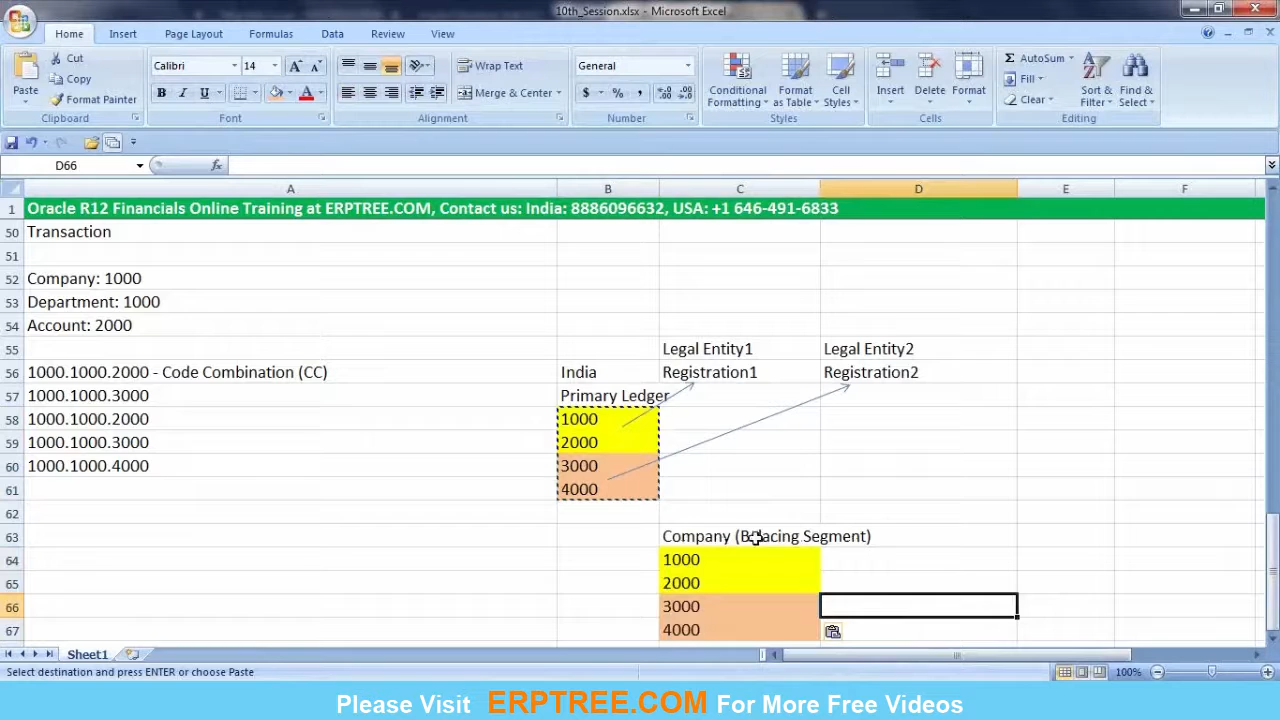 10th_Session.xlsx - Microsoft Excel
Home Insert Page Layout Formulas Data Review View
Paste
Cut
Copy
Format Painter
Clipboard
Calibri 14
B I U
Font
Wrap Text
Merge & Center
Alignment
General
$ % ,
Number
Conditional Formatting
Format as Table
Cell Styles
Styles
Insert
Delete
Format
Cells
Σ AutoSum
Fill
Clear
Sort & Filter
Find & Select
Editing
D66 fx
A B C D E F
1 Oracle R12 Financials Online Training at ERPTREE.COM, Contact us: India: 8886096632, USA: +1 646-491-6833
50 Transaction
51
52 Company: 1000
53 Department: 1000
54 Account: 2000
55 Legal Entity1 Legal Entity2
56 1000.1000.2000 - Code Combination (CC) India Registration1 Registration2
57 1000.1000.3000 Primary Ledger
58 1000.1000.2000 1000
59 1000.1000.3000 2000
60 1000.1000.4000 3000
61 4000
62
63 Company (Balacing Segment)
64 1000
65 2000
66 3000
67 4000
Sheet1
Select destination and press ENTER or choose Paste 100%
Please Visit ERPTREE.COM For More Free Videos